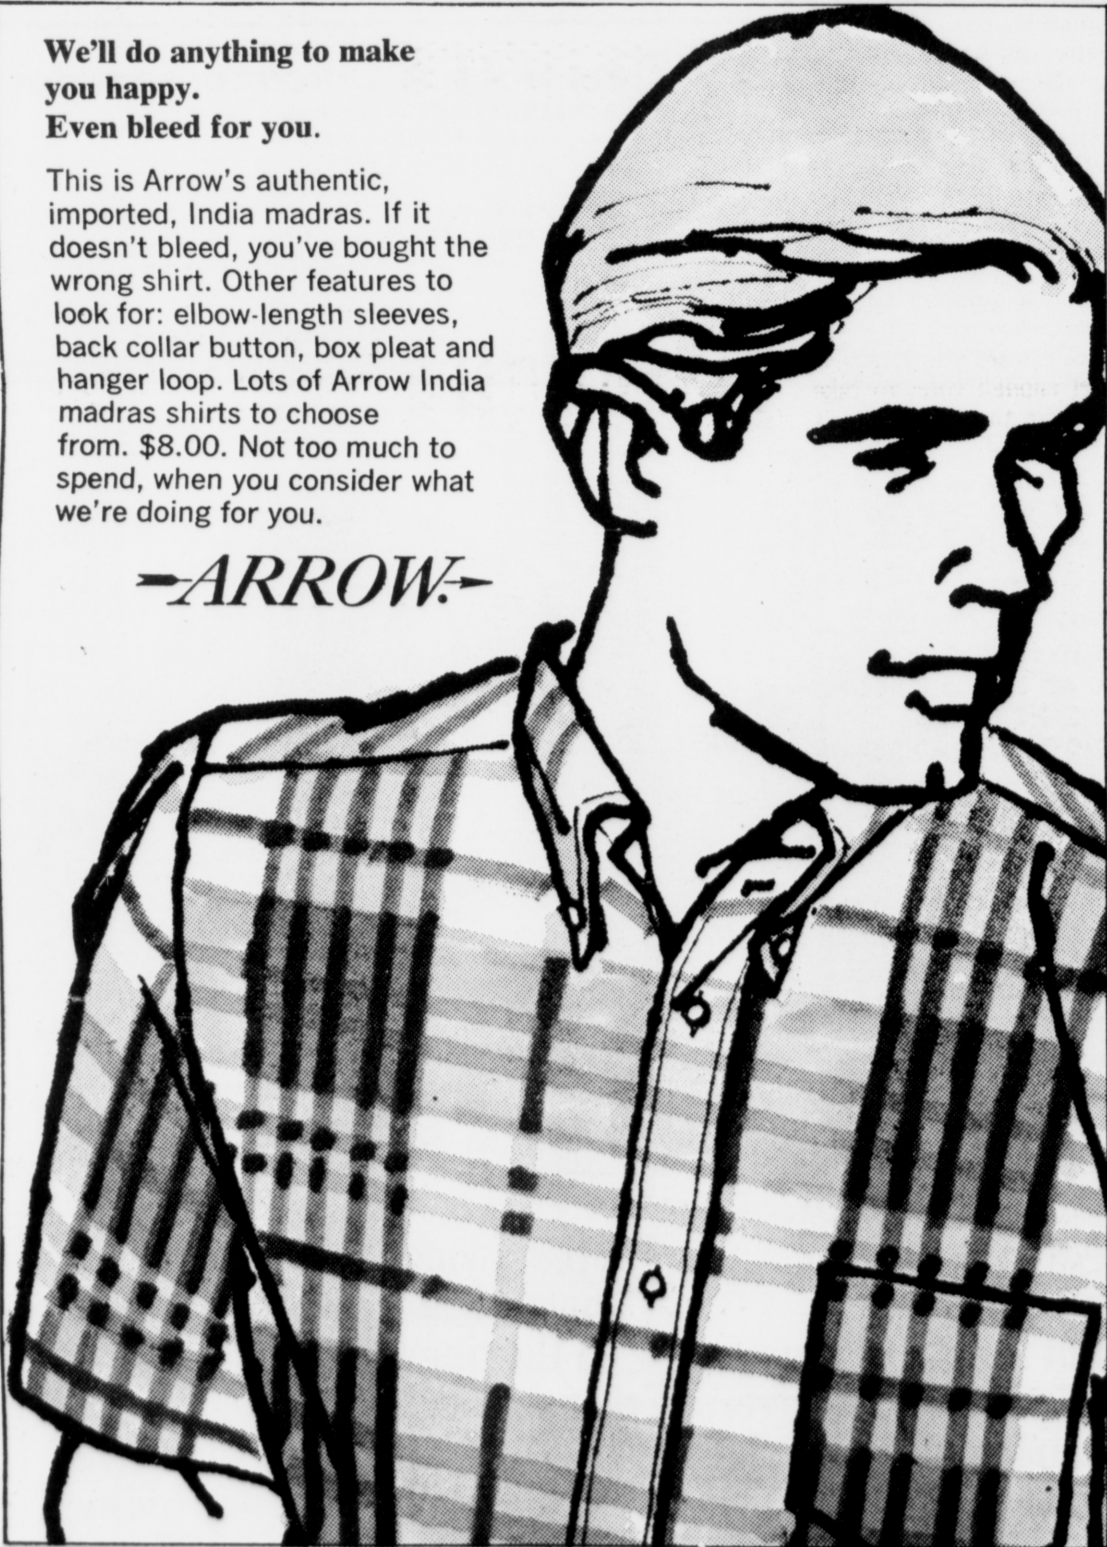 We'll do anything to make
you happy.
Even bleed for you.
This is Arrow's authentic,
imported, India madras. If it
doesn't bleed, you've bought the
wrong shirt. Other features to
look for: elbow-length sleeves,
back collar button, box pleat and
hanger loop. Lots of Arrow India
madras shirts to choose
from. $8.00. Not too much to
spend, when you consider what
we're doing for you.
ARROW.